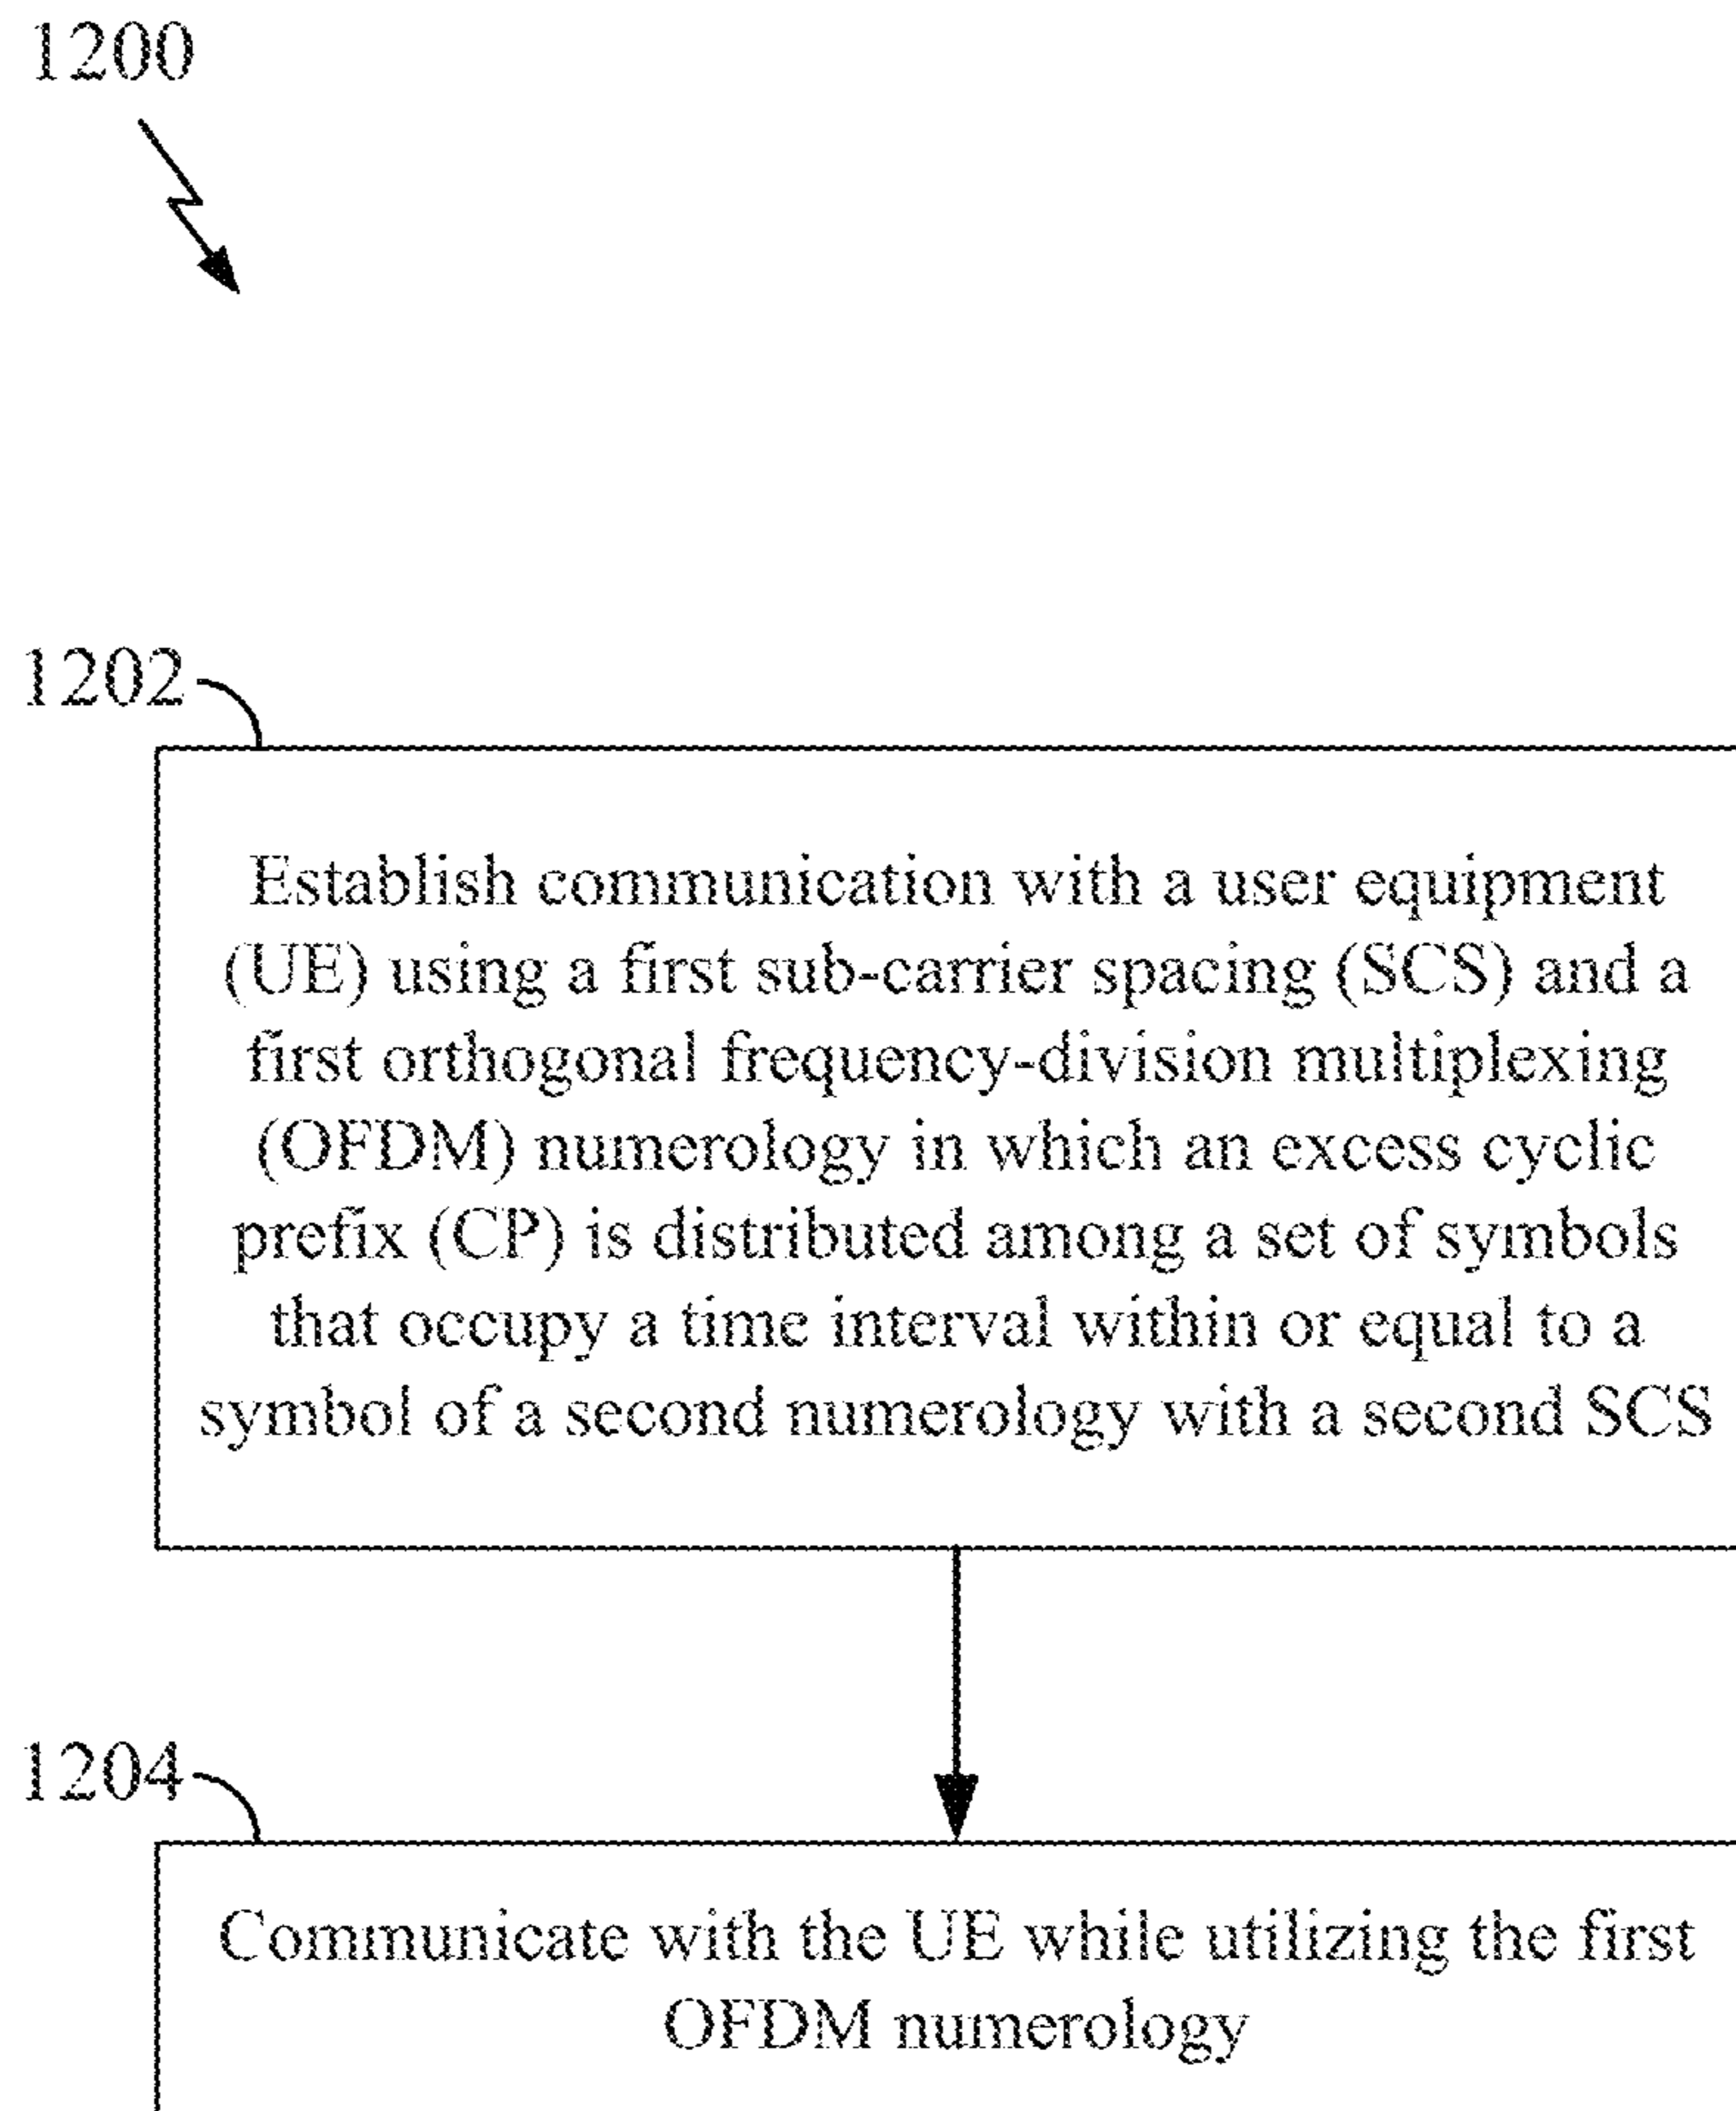 1200
1202
Establish communication with a user equipment
(UE) using a first sub-carrier spacing (SCS) and a
first orthogonal frequency-division multiplexing
(OFDM) numerology in which an excess cyclic
prefix (CP) is distributed among a set of symbols
that occupy a time interval within or equal to a
symbol of a second numerology with a second SCS
1204
Communicate with the UE while utilizing the first
OFDM numerology